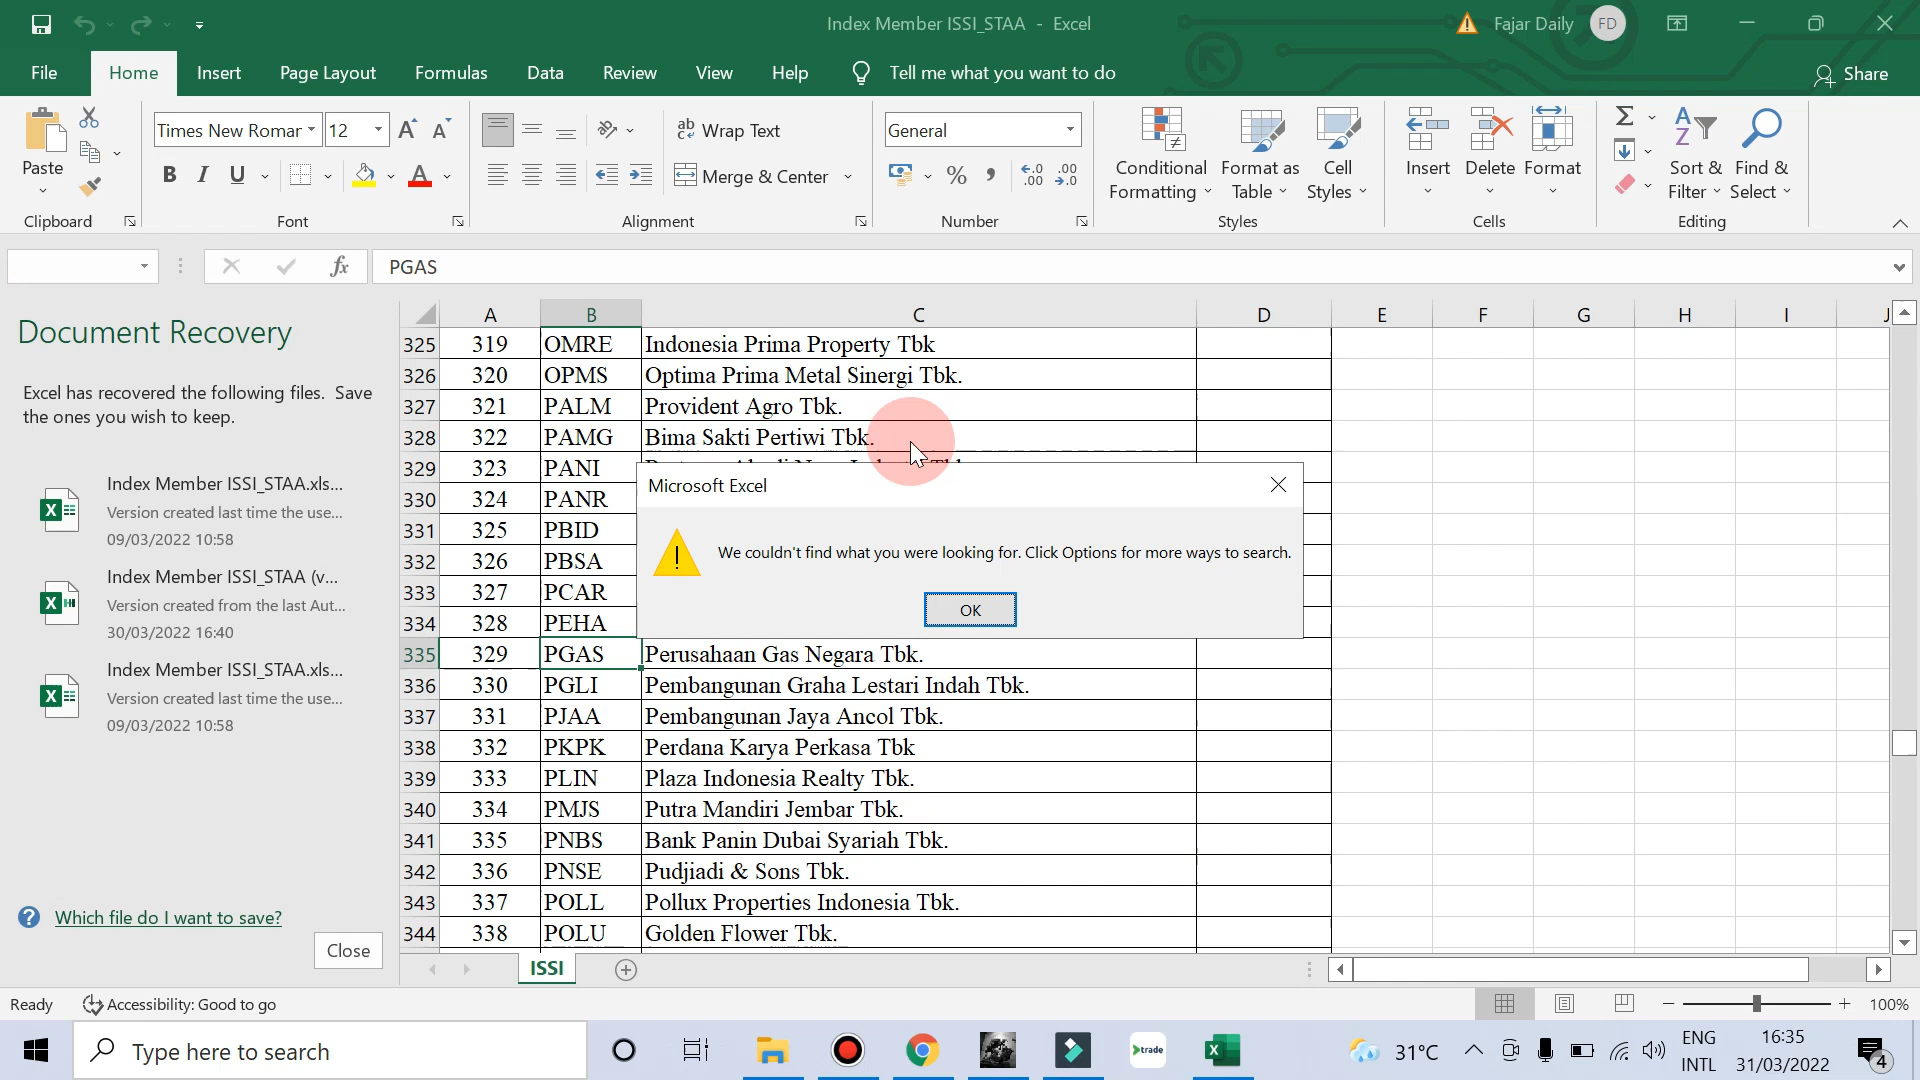 Index Member ISSI_STAA - Excel
Fajar Daily
FD
File
Home
Insert
Page Layout
Formulas
Data
Review
View
Help
Tell me what you want to do
Share
Paste
Clipboard
Times New Romar
12
B I U
Font
Wrap Text
Merge & Center
Alignment
General
%
Number
Conditional
Formatting
Format as
Table
Cell
Styles
Styles
Insert
Delete
Format
Cells
Sort &
Filter
Find &
Select
Editing
fx
PGAS
Document Recovery
Excel has recovered the following files. Save
the ones you wish to keep.
Index Member ISSI_STAA.xls...
Version created last time the use...
09/03/2022 10:58
Index Member ISSI_STAA (v...
Version created from the last Aut...
30/03/2022 16:40
Index Member ISSI_STAA.xls...
Version created last time the use...
09/03/2022 10:58
Which file do I want to save?
Close
A B C D E F G H I J
325 319 OMRE Indonesia Prima Property Tbk
326 320 OPMS Optima Prima Metal Sinergi Tbk.
327 321 PALM Provident Agro Tbk.
328 322 PAMG Bima Sakti Pertiwi Tbk.
329 323 PANI
330 324 PANR
331 325 PBID
332 326 PBSA
333 327 PCAR
334 328 PEHA
335 329 PGAS Perusahaan Gas Negara Tbk.
336 330 PGLI Pembangunan Graha Lestari Indah Tbk.
337 331 PJAA Pembangunan Jaya Ancol Tbk.
338 332 PKPK Perdana Karya Perkasa Tbk
339 333 PLIN Plaza Indonesia Realty Tbk.
340 334 PMJS Putra Mandiri Jembar Tbk.
341 335 PNBS Bank Panin Dubai Syariah Tbk.
342 336 PNSE Pudjiadi & Sons Tbk.
343 337 POLL Pollux Properties Indonesia Tbk.
344 338 POLU Golden Flower Tbk.
Microsoft Excel
We couldn't find what you were looking for. Click Options for more ways to search.
OK
ISSI
Ready
Accessibility: Good to go
100%
Type here to search
trade
31°C
ENG
INTL
16:35
31/03/2022
4